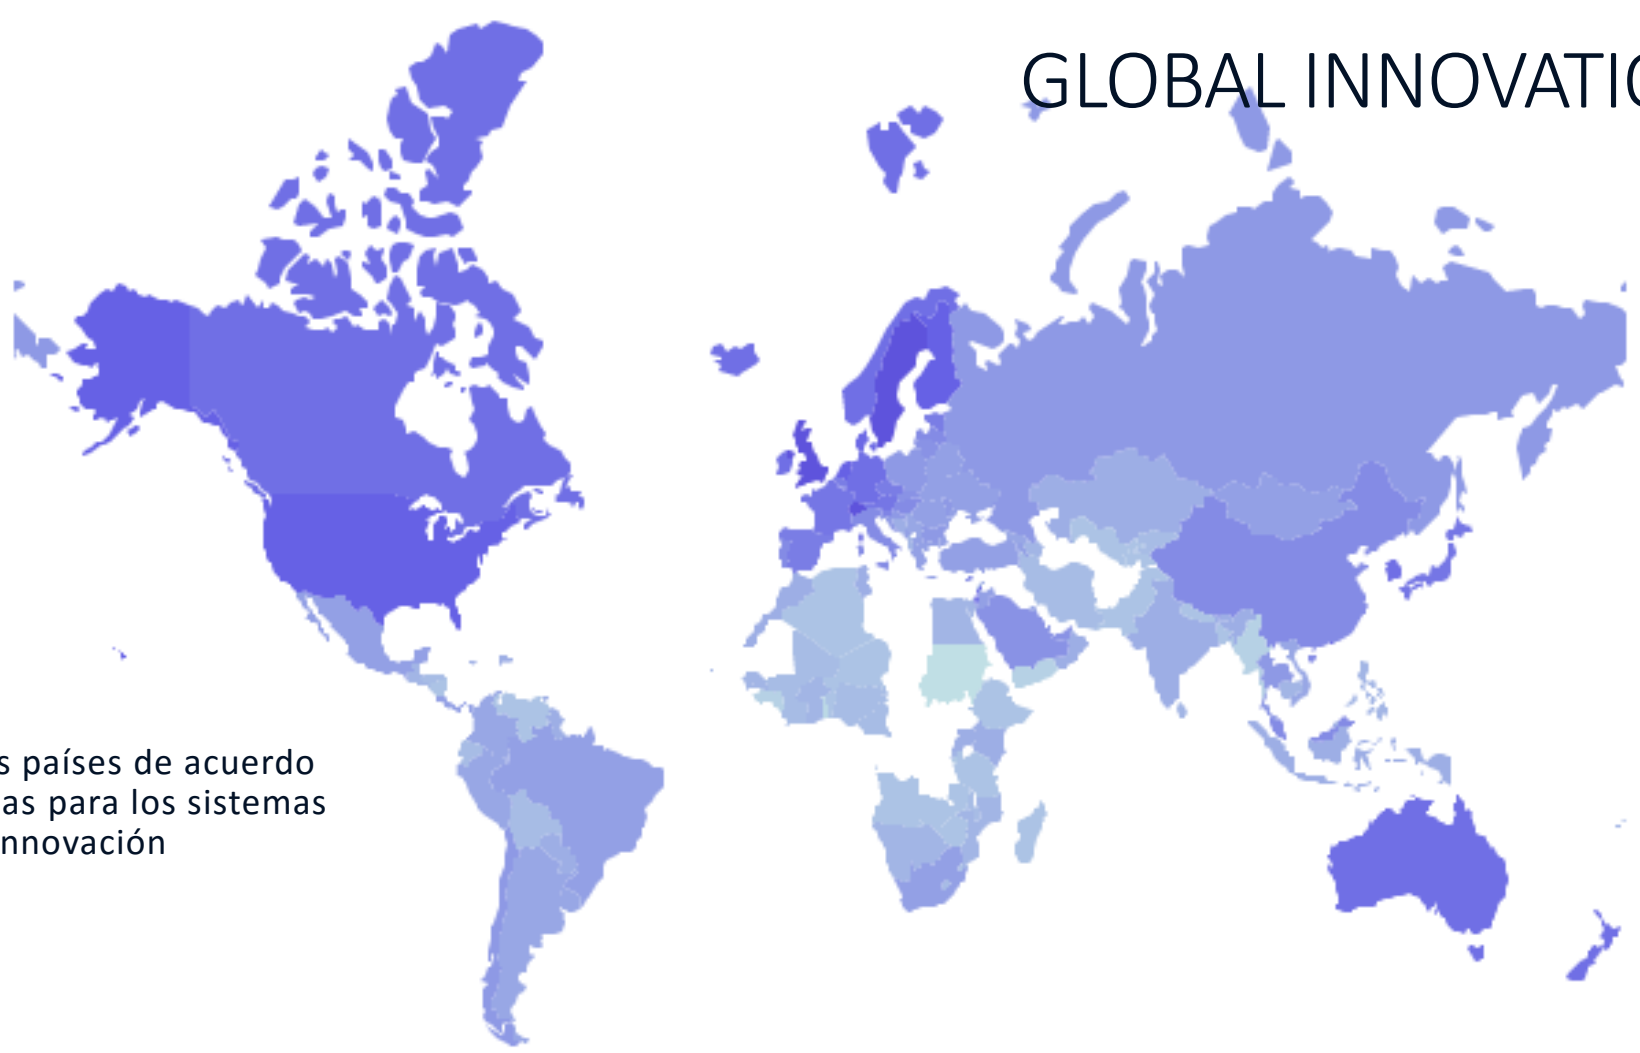 GLOBAL INNOVATIO
s países de acuerdo
as para los sistemas
nnovación